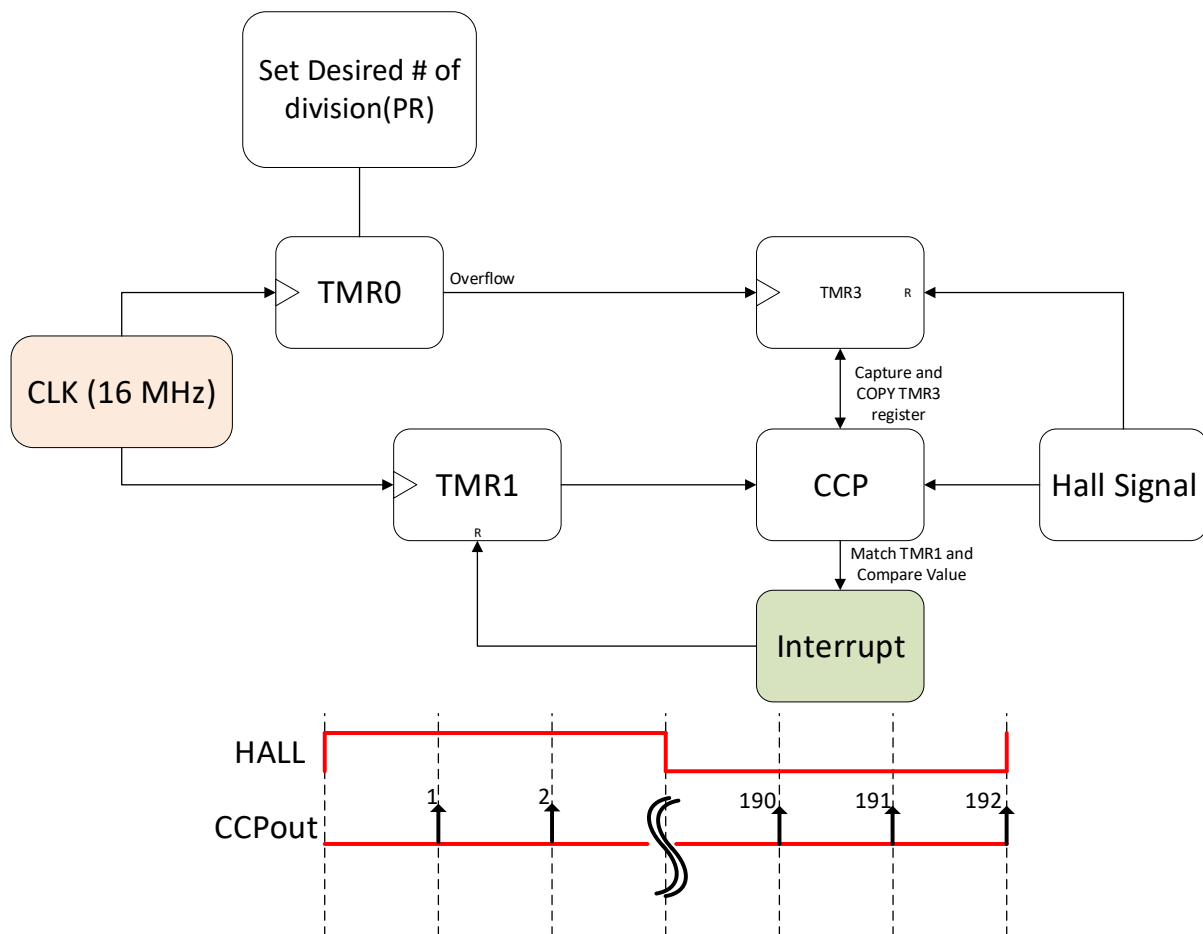 Set Desired # of
division(PR)
TMR0
Overflow
TMR3
R
CLK (16 MHz)
Capture and
COPY TMR3
register
TMR1
R
CCP
Hall Signal
Match TMR1 and
Compare Value
Interrupt
HALL
1
2
190
191
192
CCPout